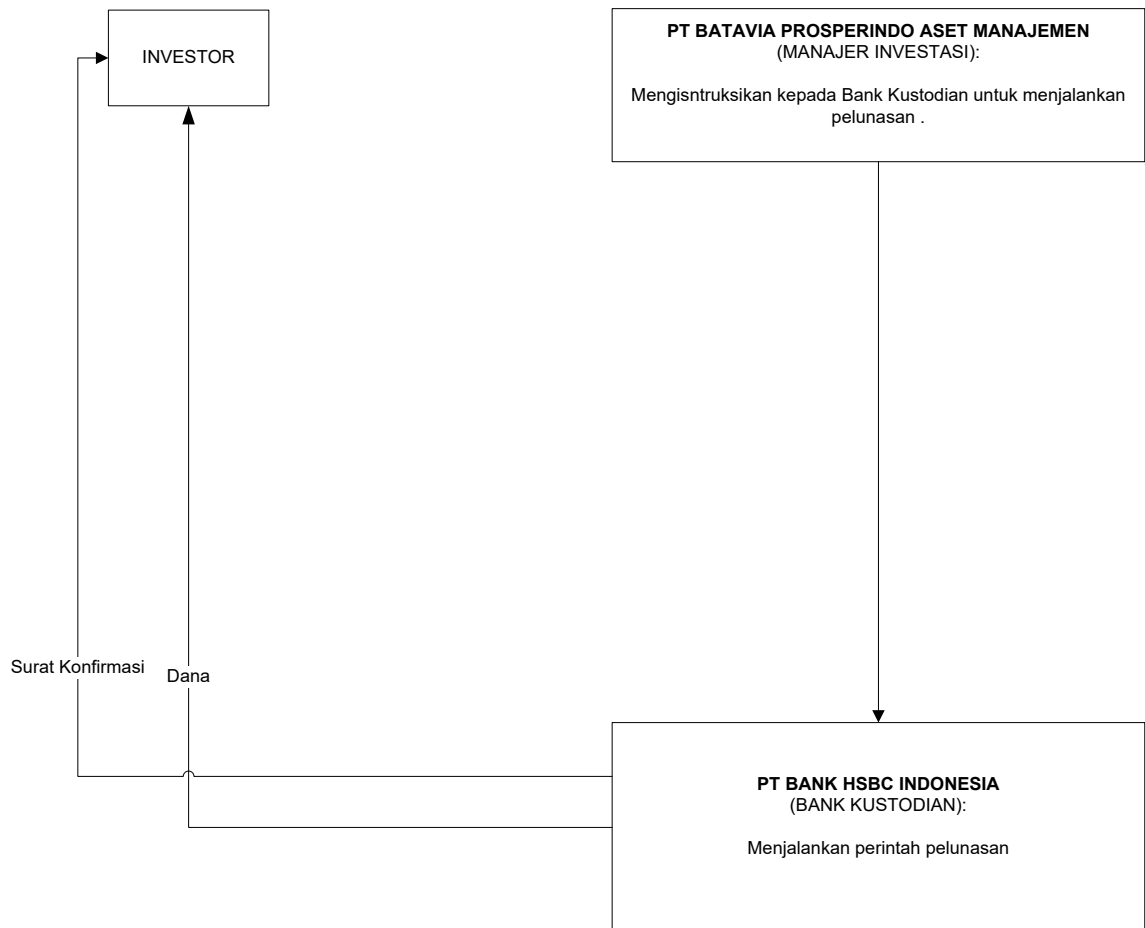 INVESTOR
PT BATAVIA PROSPERINDO ASET MANAJEMEN
(MANAJER INVESTASI):
Mengisntruksikan kepada Bank Kustodian untuk menjalankan
pelunasan .
Surat Konfirmasi
Dana
PT BANK HSBC INDONESIA
(BANK KUSTODIAN):
Menjalankan perintah pelunasan